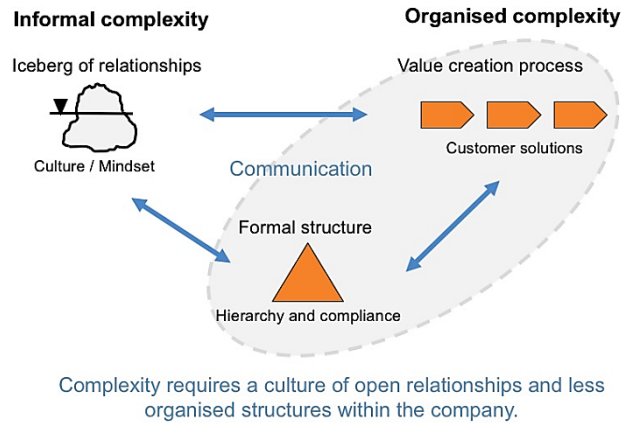 Informal complexity
Organised complexity
Iceberg of relationships
Value creation process
Culture / Mindset
Customer solutions
Communication
Formal structure
Hierarchy and compliance
Complexity requires a culture of open relationships and less
organised structures within the company.